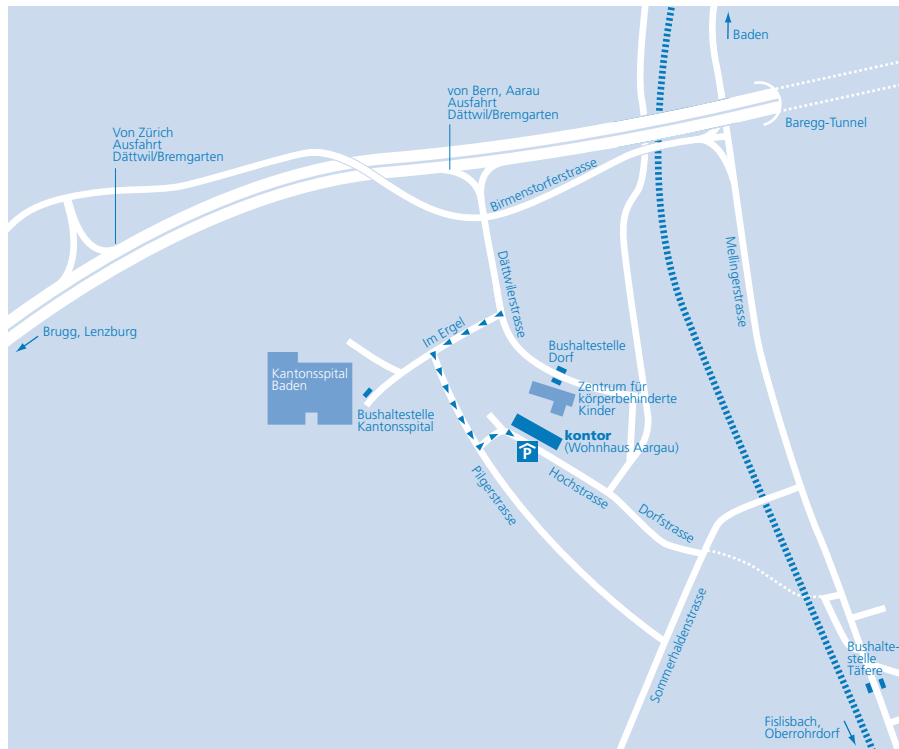 Baden
von Bern, Aarau
Ausfahrt
Dättwil/Bremgarten
Baregg-Tunnel
Von Zürich
Ausfahrt
Dättwil/Bremgarten
Birmenstorferstrasse
Mellingerstrasse
Dättwilerstrasse
Brugg, Lenzburg
Im Ergel
Bushaltestelle
Dorf
Kantonsspital
Baden
Zentrum für
körperbehinderte
Kinder
Bushaltestelle
Kantonsspital
kontor
(Wohnhaus Aargau)
P
Pilgerstrasse
Hochstrasse
Dorfstrasse
Sommerhaldenstrasse
Bushalte-
stelle
Täfere
Fislisbach,
Oberrohrdorf